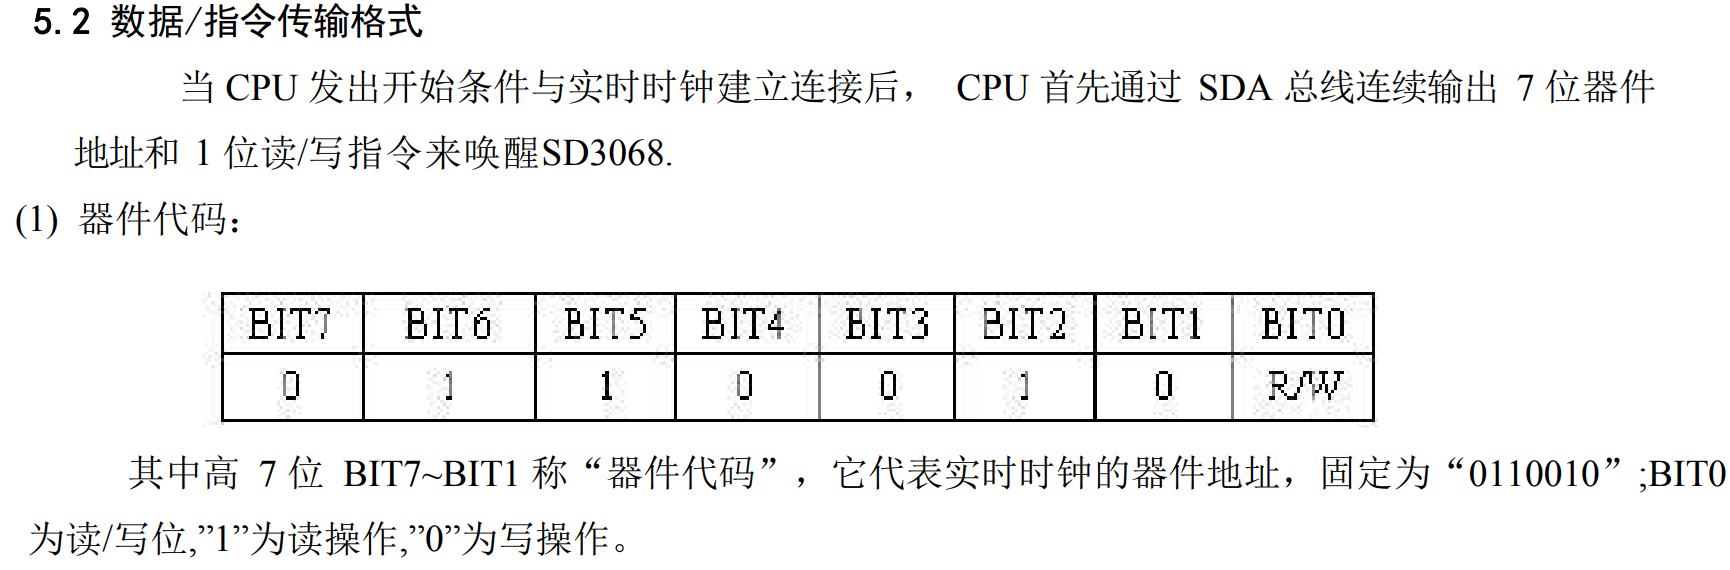 5.2 数据/指令传输格式
当 CPU 发出开始条件与实时时钟建立连接后， CPU 首先通过 SDA 总线连续输出 7 位器件
地址和 1 位读/写指令来唤醒SD3068.
(1) 器件代码：
BIT7 BIT6 BIT5 BIT4 BIT3 BIT2 BIT1 BIT0
0 1 1 0 0 1 0 R/W
其中高 7 位 BIT7~BIT1 称“器件代码”，它代表实时时钟的器件地址，固定为“0110010”;BIT0
为读/写位,”1”为读操作,”0”为写操作。